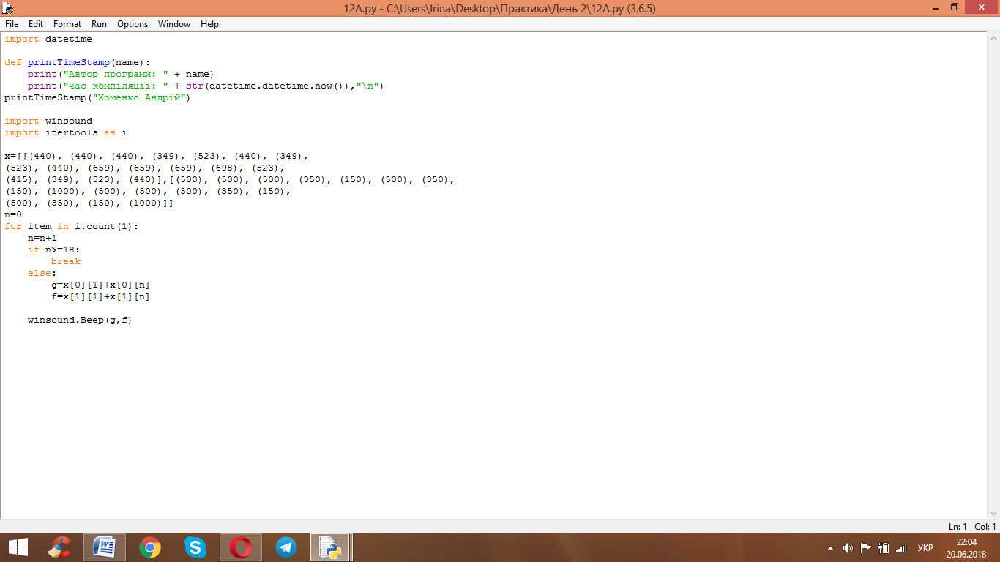 12A.py - C:\Users\Irina\Desktop\Практика\День 2\12A.py (3.6.5)
File Edit Format Run Options Window Help
import datetime
def printTimeStamp(name):
    print("Автор програми: " + name)
    print("Час компіляції: " + str(datetime.datetime.now()),"\n")
printTimeStamp("Хоменко Андрій")
import winsound
import itertools as i
x=[[(440), (440), (440), (349), (523), (440), (349),
(523), (440), (659), (659), (659), (698), (523),
(415), (349), (523), (440)],[(500), (500), (500), (350), (150), (500), (350),
(150), (1000), (500), (500), (500), (350), (150),
(500), (350), (150), (1000)]]
n=0
for item in i.count(1):
    n=n+1
    if n>=18:
        break
    else:
        g=x[0][1]+x[0][n]
        f=x[1][1]+x[1][n]
    winsound.Beep(g,f)
Ln: 1 Col: 1
УКР
22:04
20.06.2018